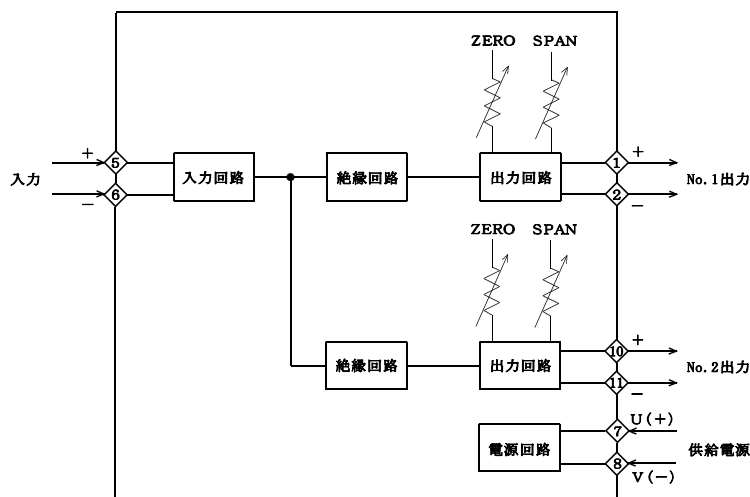 ZERO SPAN
+ 5 1 +
入力 入力回路 絶縁回路 出力回路 No.1出力
− 6 2 −
ZERO SPAN
10 +
絶縁回路 出力回路 No.2出力
11 −
7 U(+)
電源回路 供給電源
8 V(−)